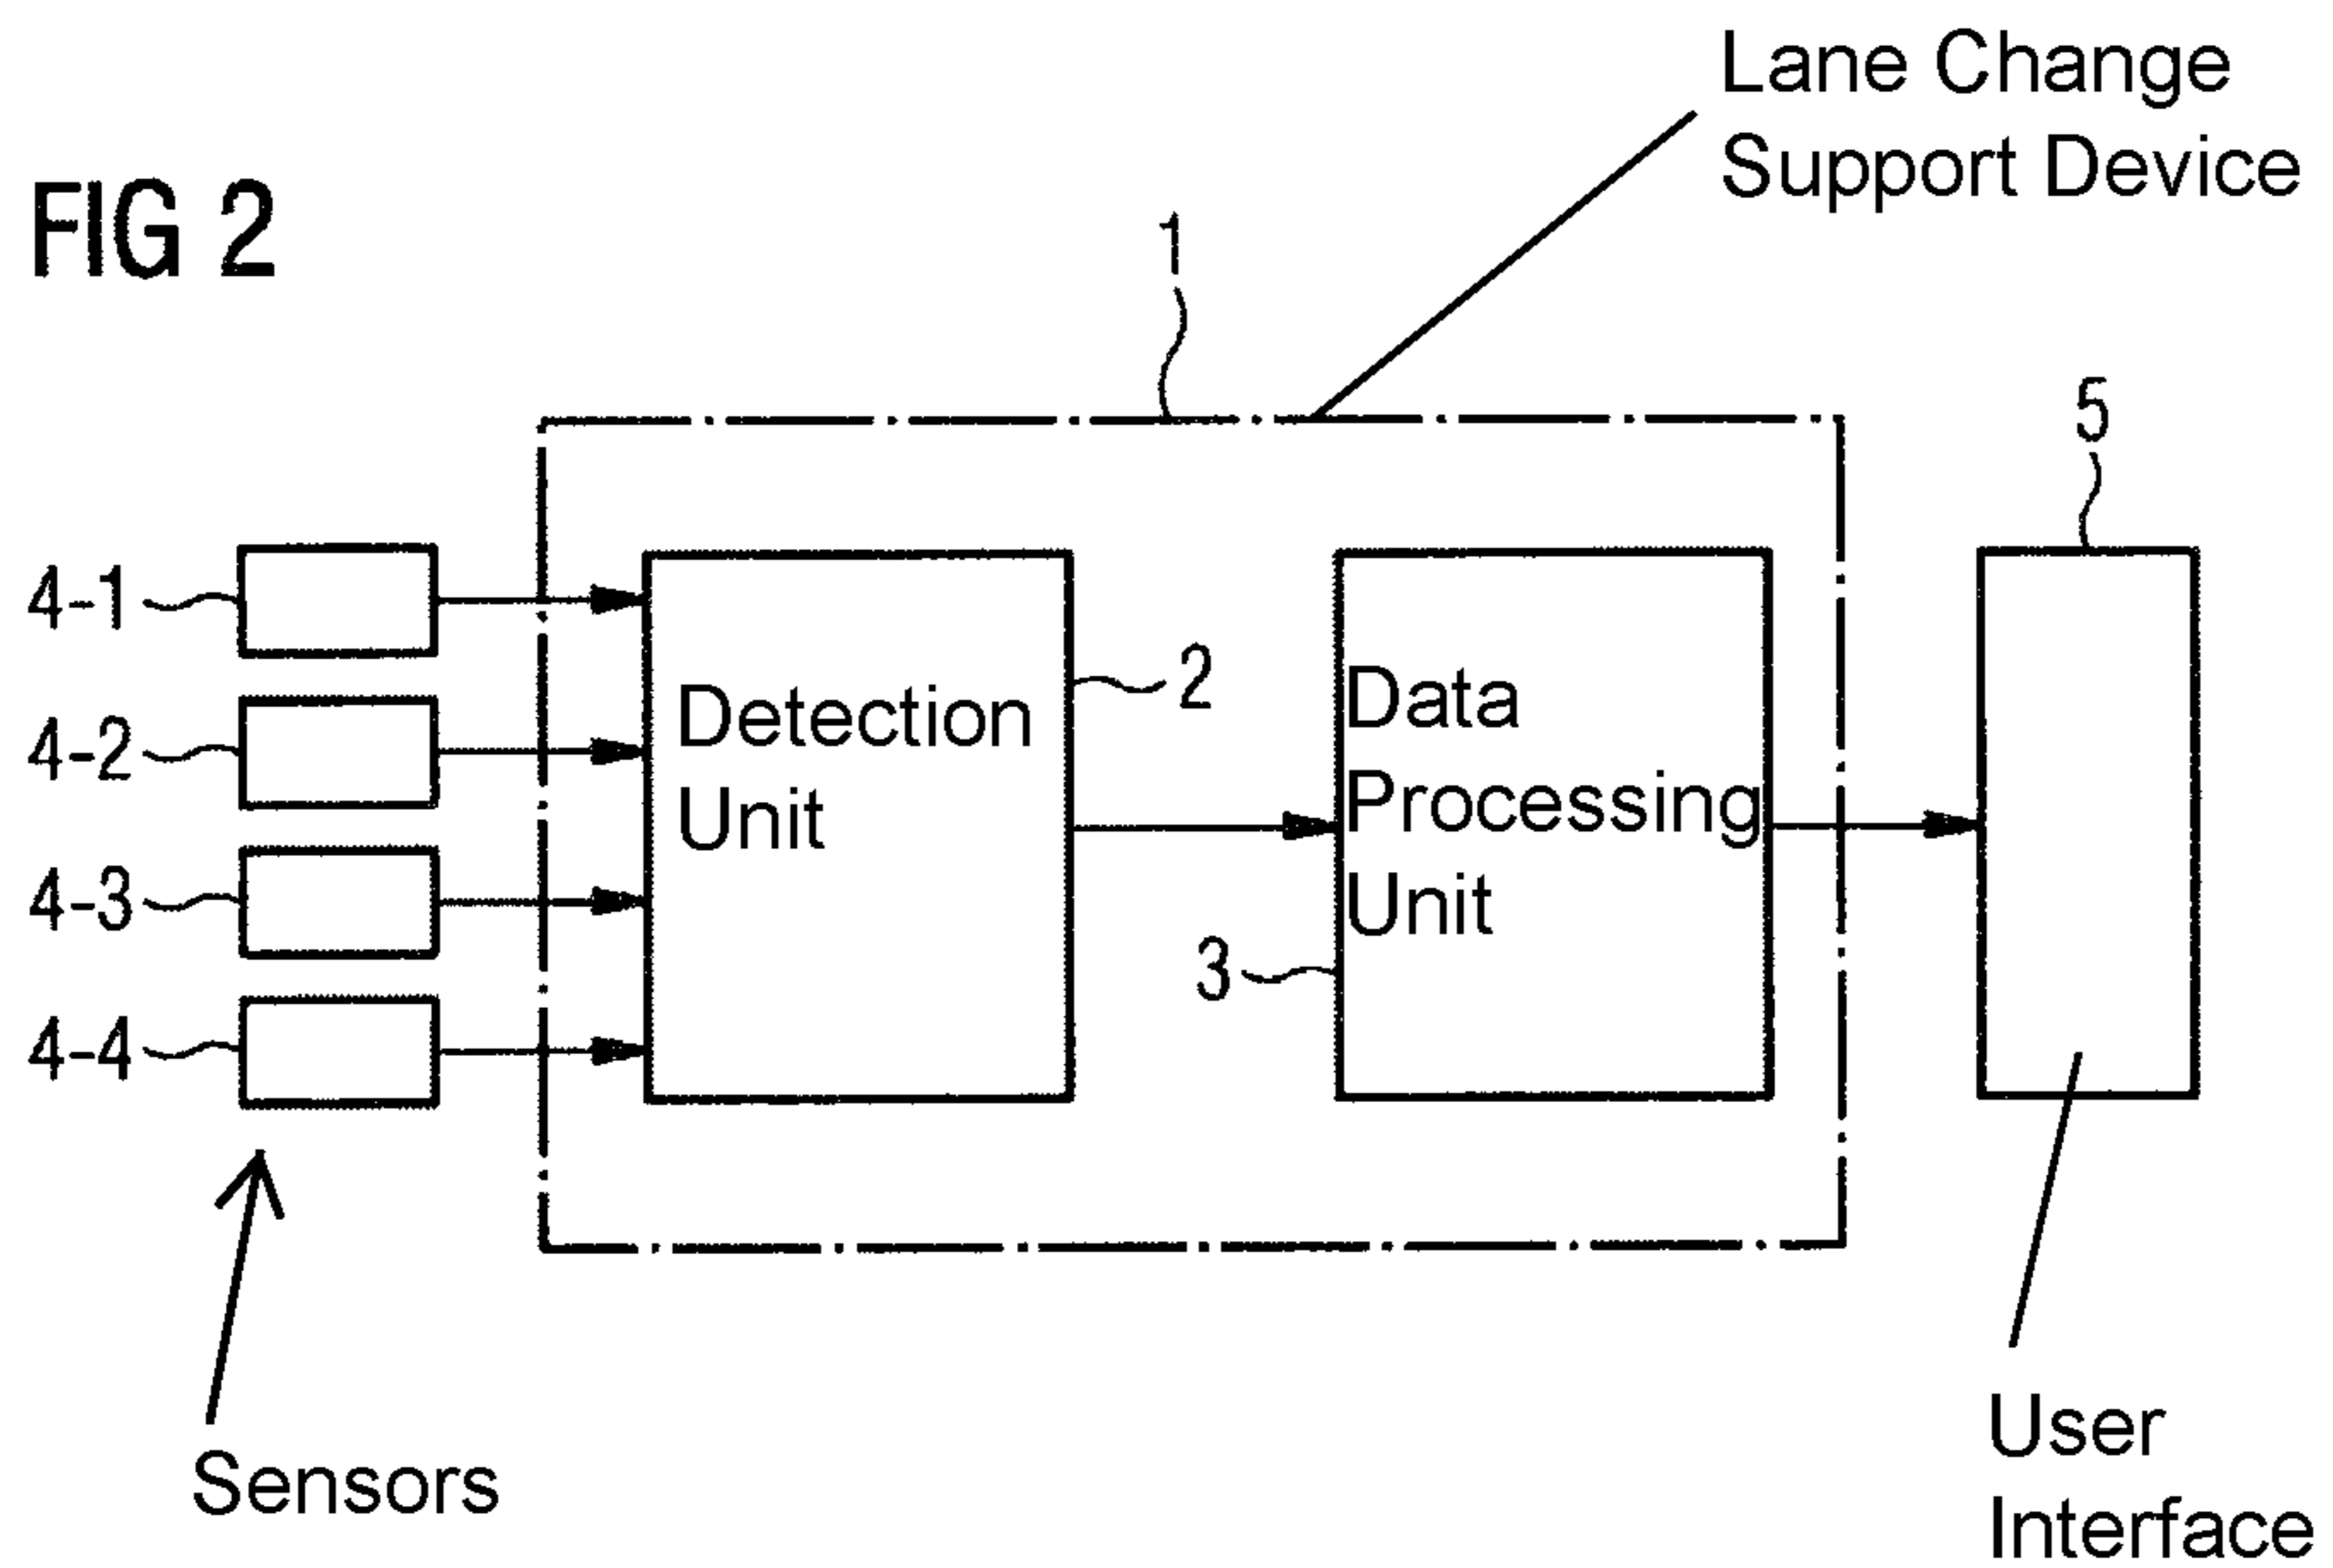 Lane Change
Support Device
FIG 2
1
5
4-1
4-2
4-3
4-4
Detection
Unit
2
Data
Processing
Unit
3
Sensors
User
Interface